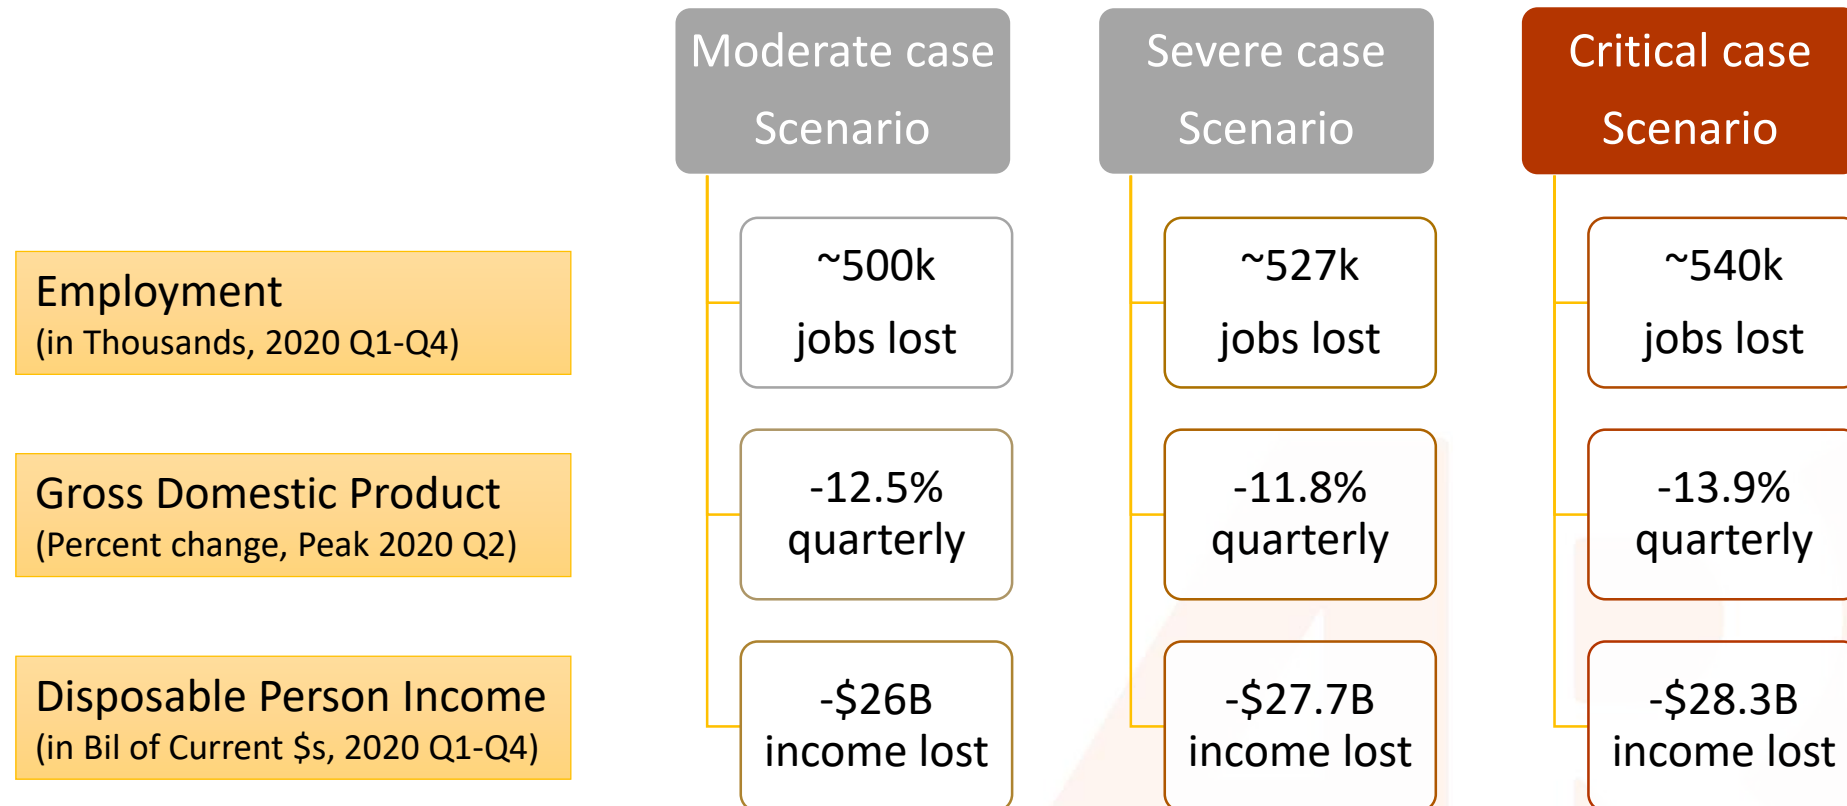 Moderate case
Scenario
Severe case
Scenario
Critical case
Scenario
Employment
(in Thousands, 2020 Q1-Q4)
~500k
jobs lost
~527k
jobs lost
~540k
jobs lost
Gross Domestic Product
(Percent change, Peak 2020 Q2)
-12.5%
quarterly
-11.8%
quarterly
-13.9%
quarterly
Disposable Person Income
(in Bil of Current $s, 2020 Q1-Q4)
-$26B
income lost
-$27.7B
income lost
-$28.3B
income lost